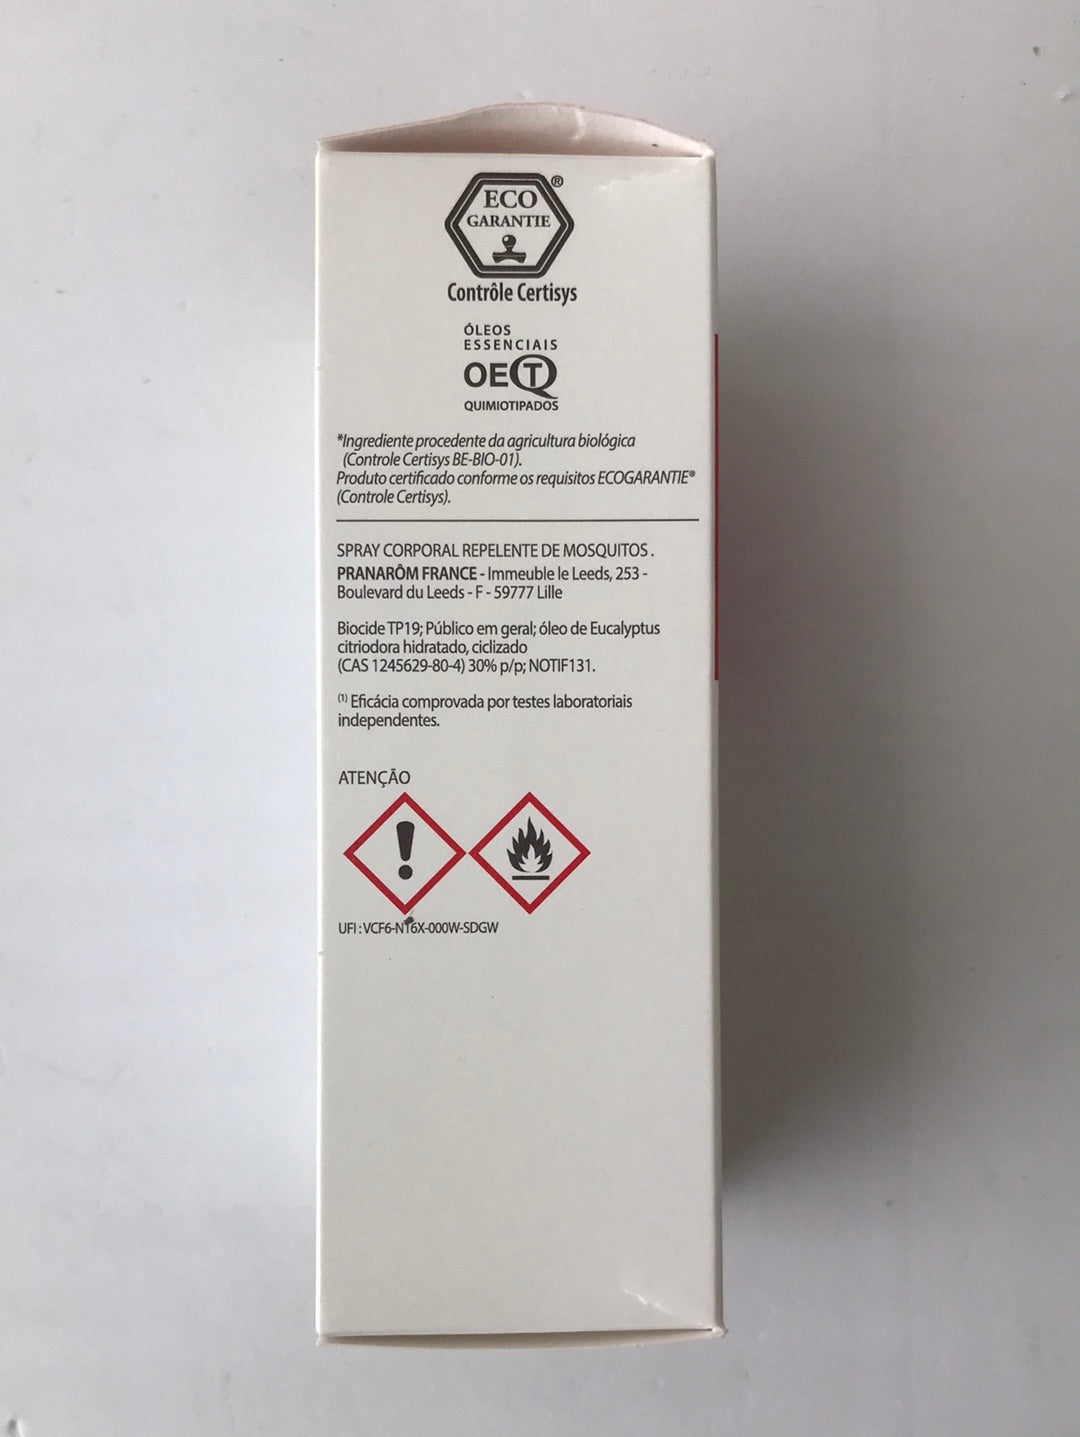 ECO ®
GARANTIE
Contrôle Certisys
ÓLEOS
ESSENCIAIS
OEQT
QUIMIOTIPADOS
*Ingrediente procedente da agricultura biológica
(Controle Certisys BE-BIO-01).
Produto certificado conforme os requisitos ECOGARANTIE®
(Controle Certisys).
SPRAY CORPORAL REPELENTE DE MOSQUITOS .
PRANARÔM FRANCE - Immeuble le Leeds, 253 -
Boulevard du Leeds - F - 59777 Lille
Biocide TP19; Público em geral; óleo de Eucalyptus
citriodora hidratado, ciclizado
(CAS 1245629-80-4) 30% p/p; NOTIF131.
(1) Eficácia comprovada por testes laboratoriais
independentes.
ATENÇÃO
UFI : VCF6-N16X-000W-SDGW